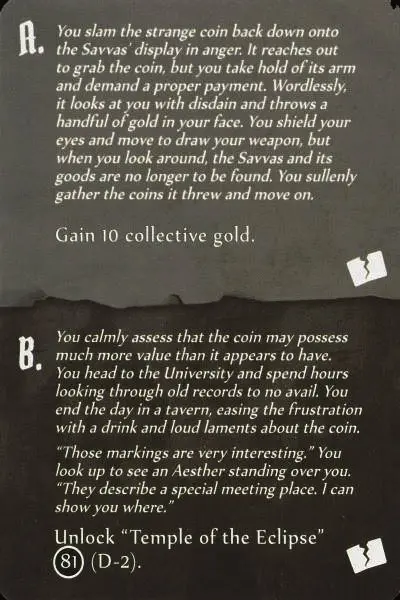 A.
You slam the strange coin back down onto
the Savvas' display in anger. It reaches out
to grab the coin, but you take hold of its arm
and demand a proper payment. Wordlessly,
it looks at you with disdain and throws a
handful of gold in your face. You shield your
eyes and move to draw your weapon, but
when you look around, the Savvas and its
goods are no longer to be found. You sullenly
gather the coins it threw and move on.
Gain 10 collective gold.
B.
You calmly assess that the coin may possess
much more value than it appears to have.
You head to the University and spend hours
looking through old records to no avail. You
end the day in a tavern, easing the frustration
with a drink and loud laments about the coin.
“Those markings are very interesting.” You
look up to see an Aesther standing over you.
“They describe a special meeting place. I can
show you where.”
Unlock “Temple of the Eclipse”
81 (D-2).